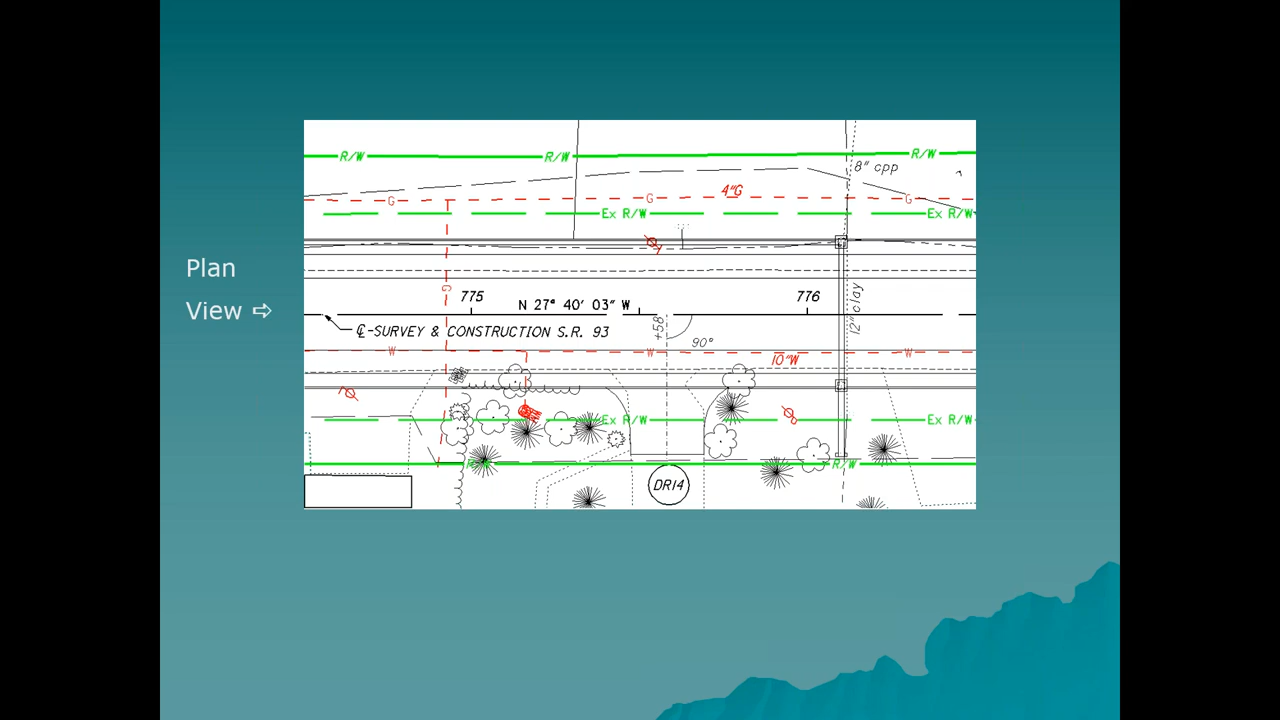 R/W R/W R/W
8" cpp
G G 4"G G
Ex R/W Ex R/W
Plan
View ⇨
G
775 N 27° 40' 03" W 776
12" clay
℄-SURVEY & CONSTRUCTION S.R. 93
+58
90°
W W 10"W W
Ex R/W Ex R/W
R/W R/W
DR14